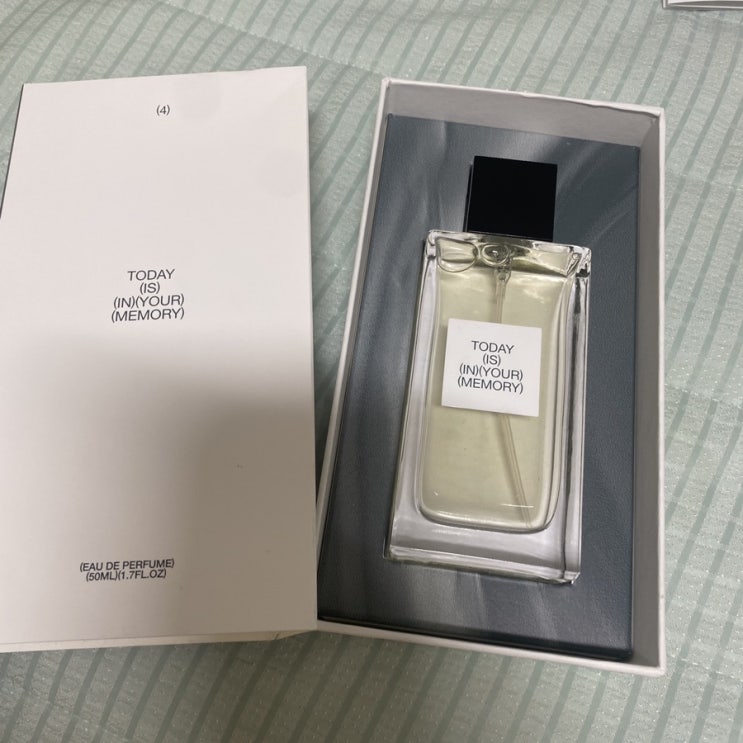 (4)
TODAY
(IS)
(IN)(YOUR)
(MEMORY)
(EAU DE PERFUME)
(50ML)(1.7FL.OZ)
TODAY
(IS)
(IN)(YOUR)
(MEMORY)